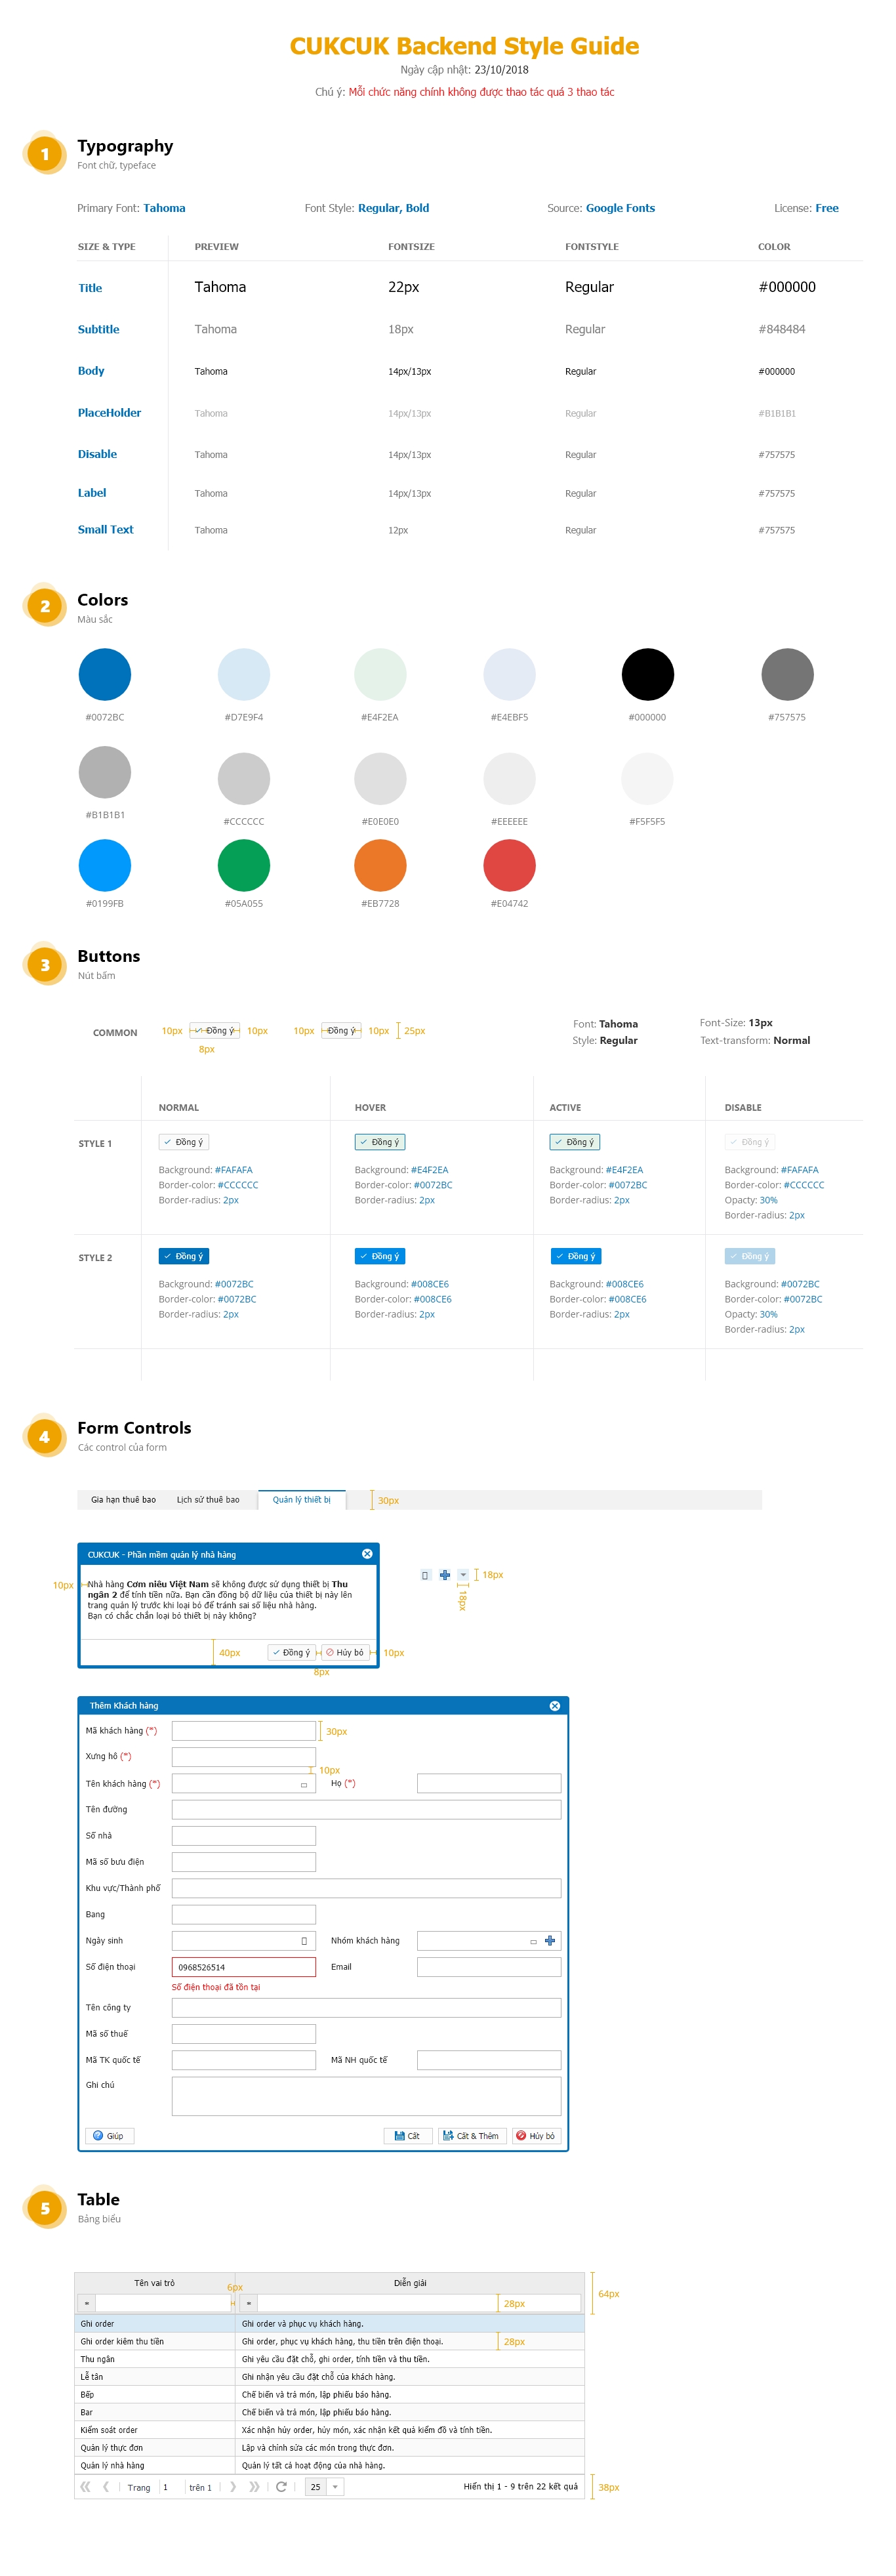 CUKCUK Backend Style Guide
Ngày cập nhật: 23/10/2018
Chú ý: Mỗi chức năng chính không được thao tác quá 3 thao tác
1
Typography
Font chữ, typeface
Primary Font: Tahoma Font Style: Regular, Bold Source: Google Fonts License: Free
SIZE & TYPE PREVIEW FONTSIZE FONTSTYLE COLOR
Title Tahoma 22px Regular #000000
Subtitle Tahoma 18px Regular #848484
Body Tahoma 14px/13px Regular #000000
PlaceHolder Tahoma 14px/13px Regular #B1B1B1
Disable Tahoma 14px/13px Regular #757575
Label Tahoma 14px/13px Regular #757575
Small Text Tahoma 12px Regular #757575
2
Colors
Màu sắc
#0072BC #D7E9F4 #E4F2EA #E4EBF5 #000000 #757575
#B1B1B1 #CCCCCC #E0E0E0 #EEEEEE #F5F5F5
#0199FB #05A055 #EB7728 #E04742
3
Buttons
Nút bấm
COMMON 10px Đồng ý 10px 10px Đồng ý 10px 25px
8px
Font: Tahoma Font-Size: 13px
Style: Regular Text-transform: Normal
NORMAL HOVER ACTIVE DISABLE
STYLE 1 Đồng ý Đồng ý Đồng ý Đồng ý
Background: #FAFAFA Background: #E4F2EA Background: #E4F2EA Background: #FAFAFA
Border-color: #CCCCCC Border-color: #0072BC Border-color: #0072BC Border-color: #CCCCCC
Border-radius: 2px Border-radius: 2px Border-radius: 2px Opacty: 30%
Border-radius: 2px
STYLE 2 Đồng ý Đồng ý Đồng ý Đồng ý
Background: #0072BC Background: #008CE6 Background: #008CE6 Background: #0072BC
Border-color: #0072BC Border-color: #008CE6 Border-color: #008CE6 Border-color: #0072BC
Border-radius: 2px Border-radius: 2px Border-radius: 2px Opacty: 30%
Border-radius: 2px
4
Form Controls
Các control của form
Gia hạn thuê bao Lịch sử thuê bao Quản lý thiết bị 30px
CUKCUK - Phần mềm quản lý nhà hàng
10px
Nhà hàng Cơm niêu Việt Nam sẽ không được sử dụng thiết bị Thu
ngân 2 để tính tiền nữa. Bạn cần đồng bộ dữ liệu của thiết bị này lên
trang quản lý trước khi loại bỏ để tránh sai số liệu nhà hàng.
Bạn có chắc chắn loại bỏ thiết bị này không?
40px Đồng ý Hủy bỏ 10px
8px
18px
18px
Thêm Khách hàng
Mã khách hàng (*) 30px
Xưng hô (*)
10px
Tên khách hàng (*) Họ (*)
Tên đường
Số nhà
Mã số bưu điện
Khu vực/Thành phố
Bang
Ngày sinh Nhóm khách hàng
Số điện thoại 0968526514 Email
Số điện thoại đã tồn tại
Tên công ty
Mã số thuế
Mã TK quốc tế Mã NH quốc tế
Ghi chú
Giúp Cất Cất & Thêm Hủy bỏ
5
Table
Bảng biểu
Tên vai trò Diễn giải
6px 64px
= = 28px
Ghi order Ghi order và phục vụ khách hàng.
Ghi order kiêm thu tiền Ghi order, phục vụ khách hàng, thu tiền trên điện thoại. 28px
Thu ngân Ghi yêu cầu đặt chỗ, ghi order, tính tiền và thu tiền.
Lễ tân Ghi nhận yêu cầu đặt chỗ của khách hàng.
Bếp Chế biến và trả món, lập phiếu báo hàng.
Bar Chế biến và trả món, lập phiếu báo hàng.
Kiểm soát order Xác nhận hủy order, hủy món, xác nhận kết quả kiểm đồ và tính tiền.
Quản lý thực đơn Lập và chỉnh sửa các món trong thực đơn.
Quản lý nhà hàng Quản lý tất cả hoạt động của nhà hàng.
Trang 1 trên 1 25 Hiển thị 1 - 9 trên 22 kết quả 38px